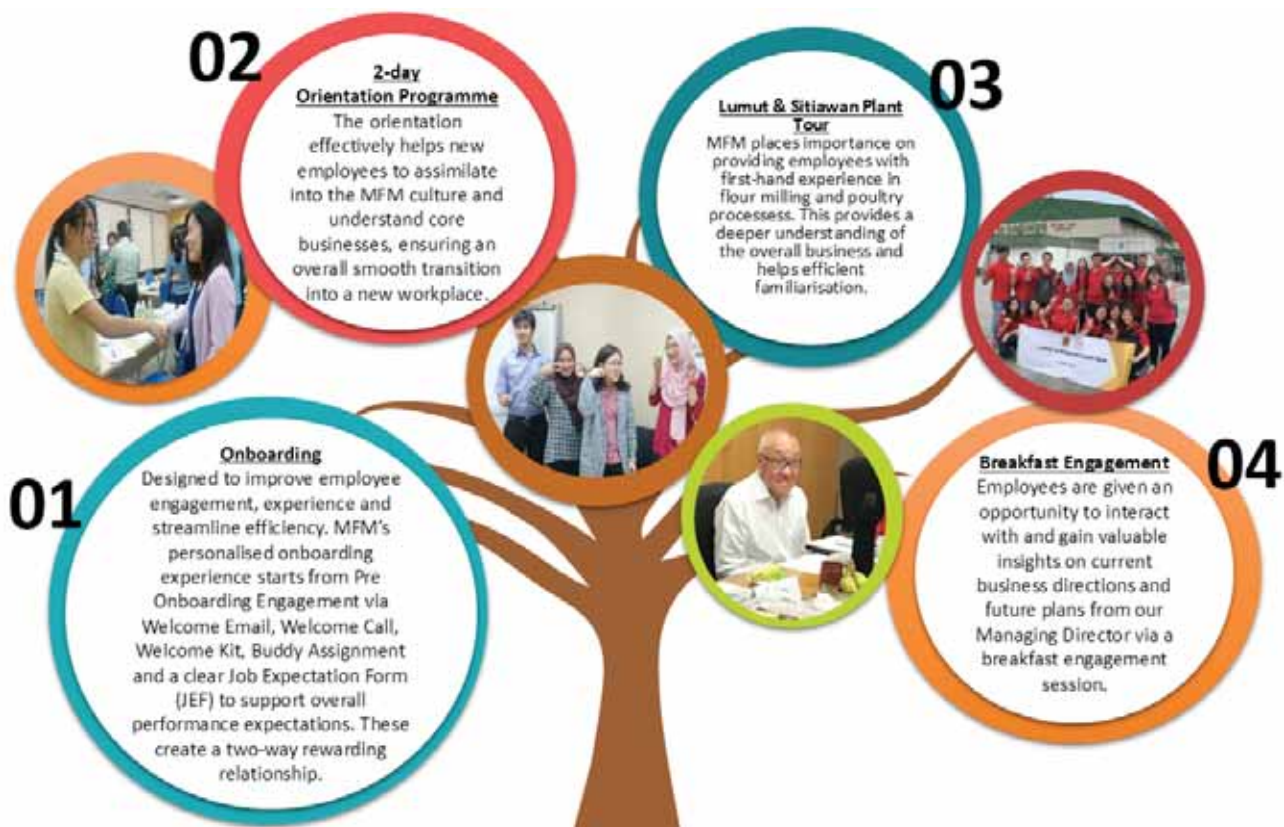 01
Onboarding
Designed to improve employee
engagement, experience and
streamline efficiency. MFM's
personalised onboarding
experience starts from Pre
Onboarding Engagement via
Welcome Email, Welcome Call,
Welcome Kit, Buddy Assignment
and a clear Job Expectation Form
(JEF) to support overall
performance expectations. These
create a two-way rewarding
relationship.
02
2-day
Orientation Programme
The orientation
effectively helps new
employees to assimilate
into the MFM culture and
understand core
businesses, ensuring an
overall smooth transition
into a new workplace.
03
Lumut & Sitiawan Plant
Tour
MFM places importance on
providing employees with
first-hand experience in
flour milling and poultry
processess. This provides a
deeper understanding of
the overall business and
helps efficient
familiarisation.
04
Breakfast Engagement
Employees are given an
opportunity to interact
with and gain valuable
insights on current
business directions and
future plans from our
Managing Director via a
breakfast engagement
session.